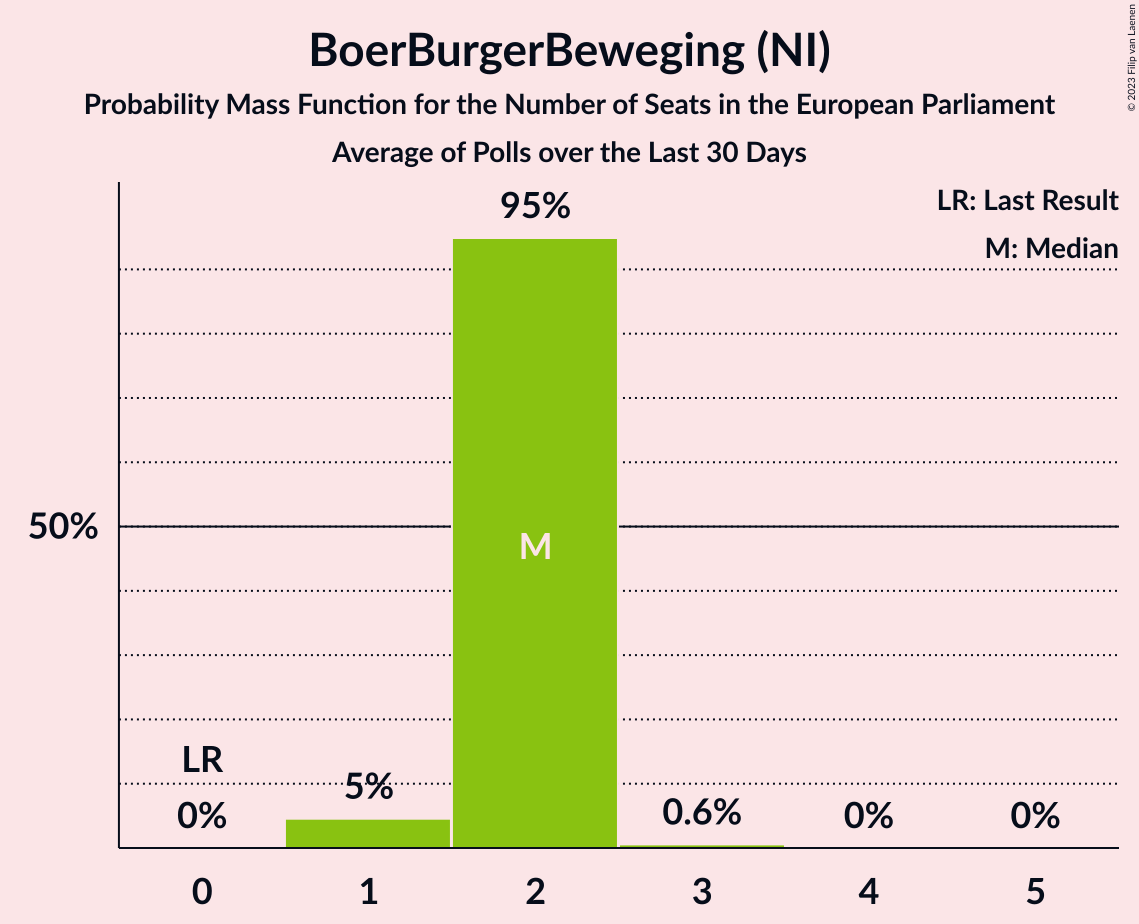 BoerBurgerBeweging (NI)
Probability Mass Function for the Number of Seats in the European Parliament
Average of Polls over the Last 30 Days
© 2023 Filip van Laenen
LR: Last Result
M: Median
95%
50%
M
LR
0%
5%
0.6%
0%
0%
0 1 2 3 4 5